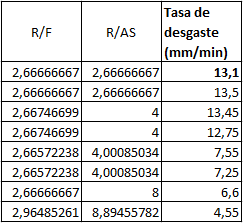 R/F R/AS Tasa de desgaste (mm/min)
2,66666667 2,66666667 13,1
2,66666667 2,66666667 13,5
2,66746699 4 13,45
2,66746699 4 12,75
2,66572238 4,00085034 7,55
2,66572238 4,00085034 7,25
2,66666667 8 6,6
2,96485261 8,89455782 4,55